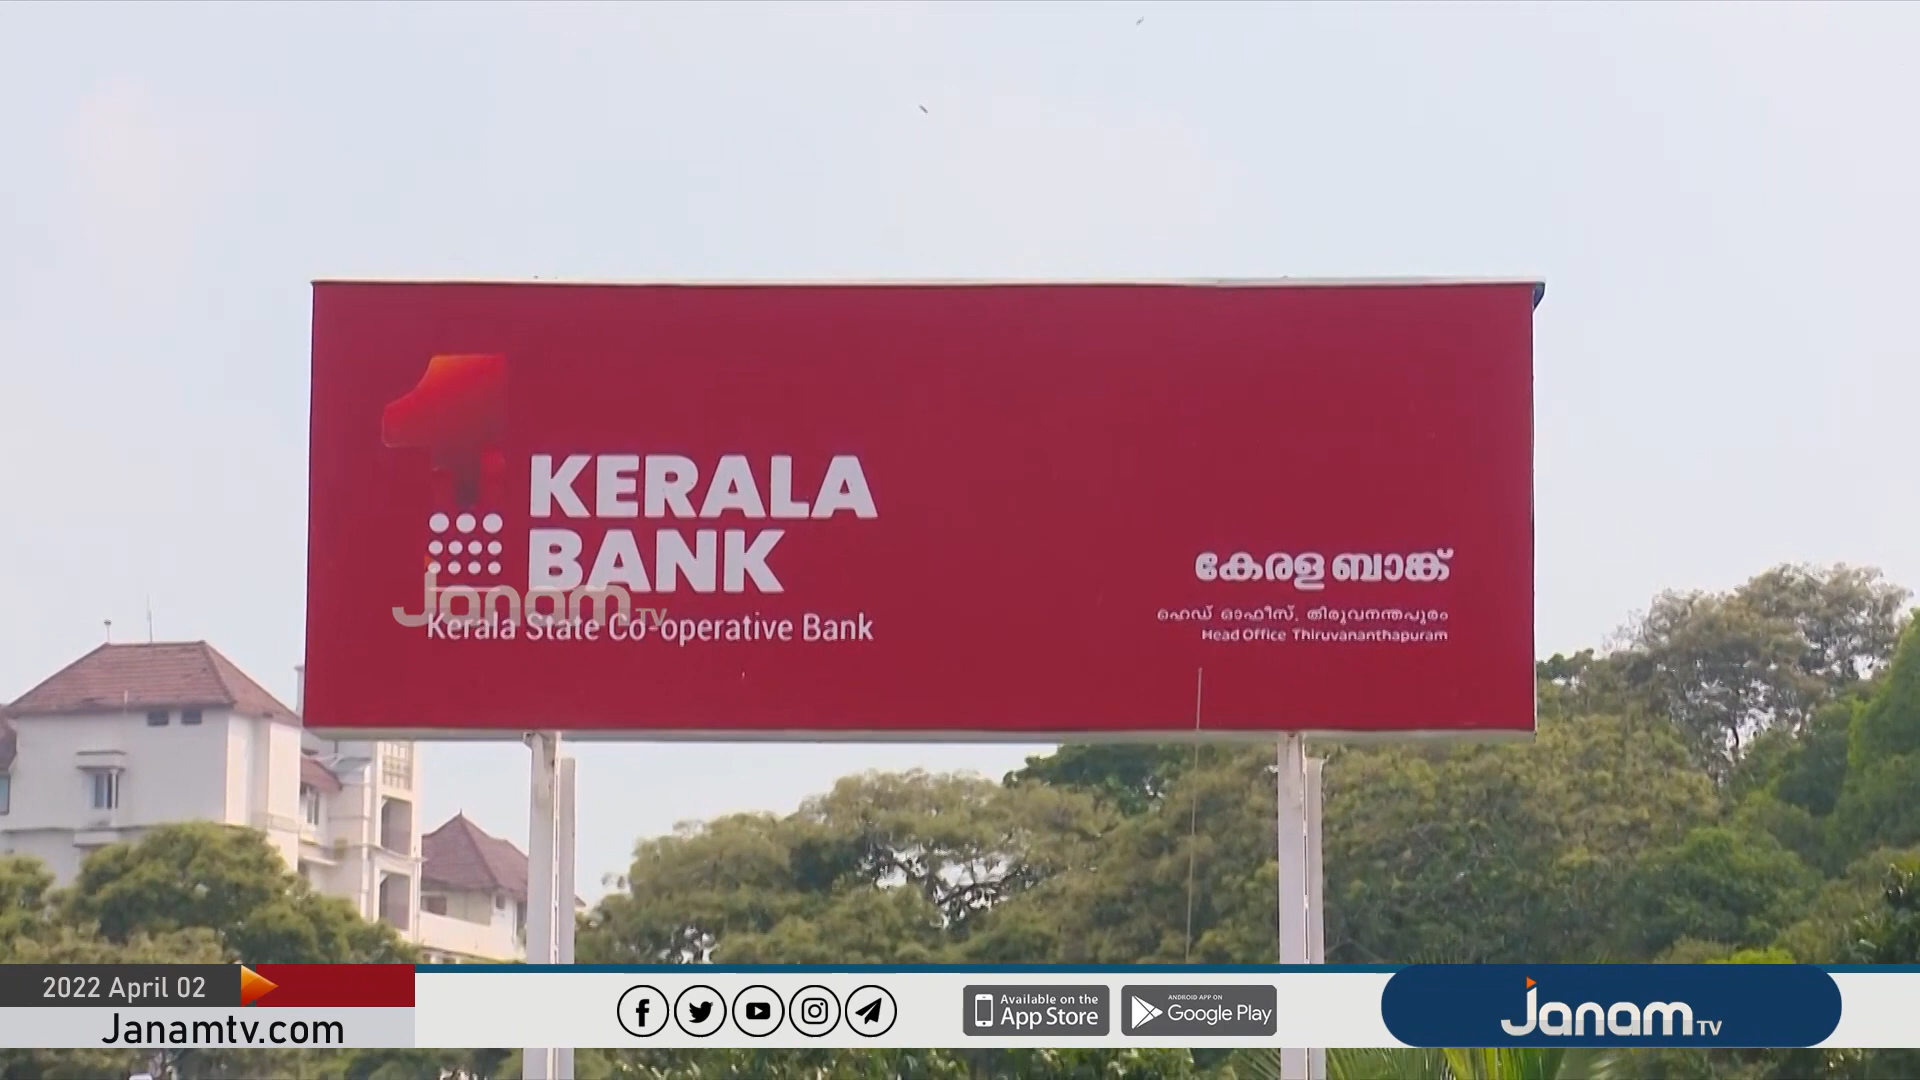 KERALA
BANK
Kerala State Co-operative Bank
കേരള ബാങ്ക്
ഹെഡ് ഓഫീസ്, തിരുവനന്തപുരം
Head Office Thiruvananthapuram
Janam TV
2022 April 02
Janamtv.com
Available on the
App Store
ANDROID APP ON
Google Play
Janam TV